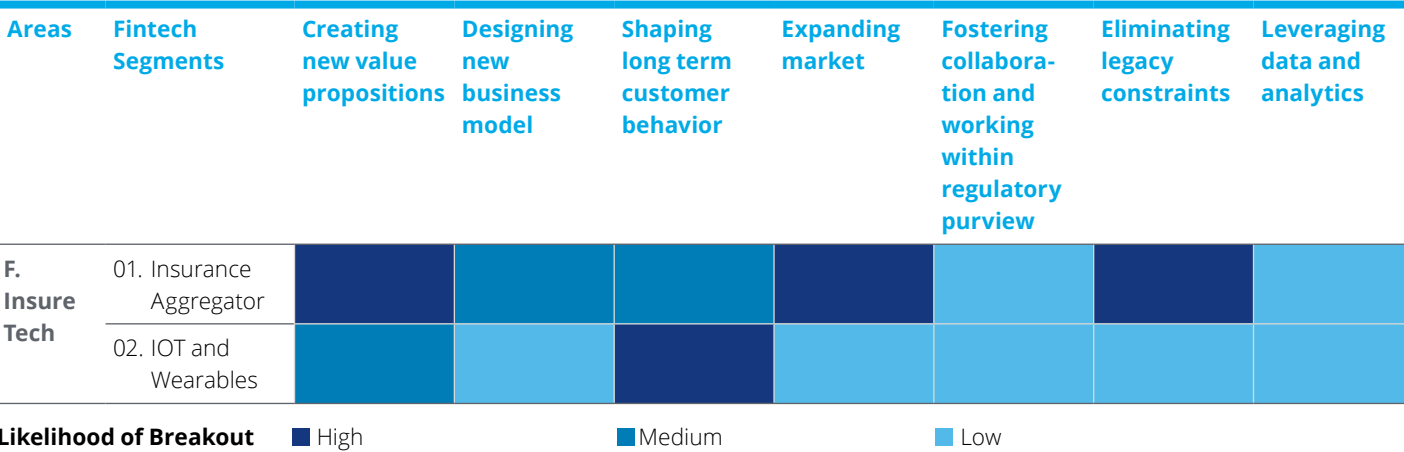 Areas
Fintech
Segments
Creating
new value
propositions
Designing
new
business
model
Shaping
long term
customer
behavior
Expanding
market
Fostering
collabora-
tion and
working
within
regulatory
purview
Eliminating
legacy
constraints
Leveraging
data and
analytics
F.
Insure
Tech
01. Insurance
Aggregator
02. IOT and
Wearables
Likelihood of Breakout
High
Medium
Low